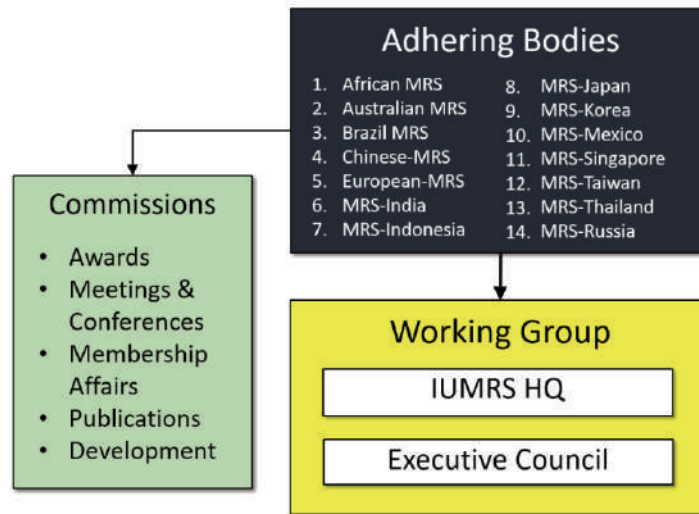 Adhering Bodies
1. African MRS
2. Australian MRS
3. Brazil MRS
4. Chinese-MRS
5. European-MRS
6. MRS-India
7. MRS-Indonesia
8. MRS-Japan
9. MRS-Korea
10. MRS-Mexico
11. MRS-Singapore
12. MRS-Taiwan
13. MRS-Thailand
14. MRS-Russia
Commissions
• Awards
• Meetings &
Conferences
• Membership
Affairs
• Publications
• Development
Working Group
IUMRS HQ
Executive Council